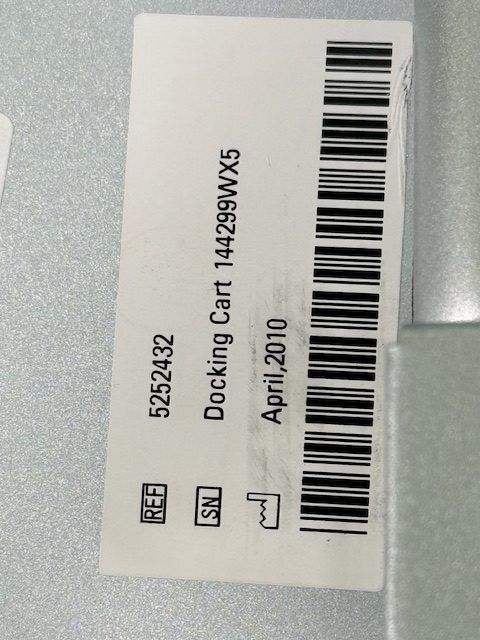 REF 5252432
SN Docking Cart 144299WX5
April,2010